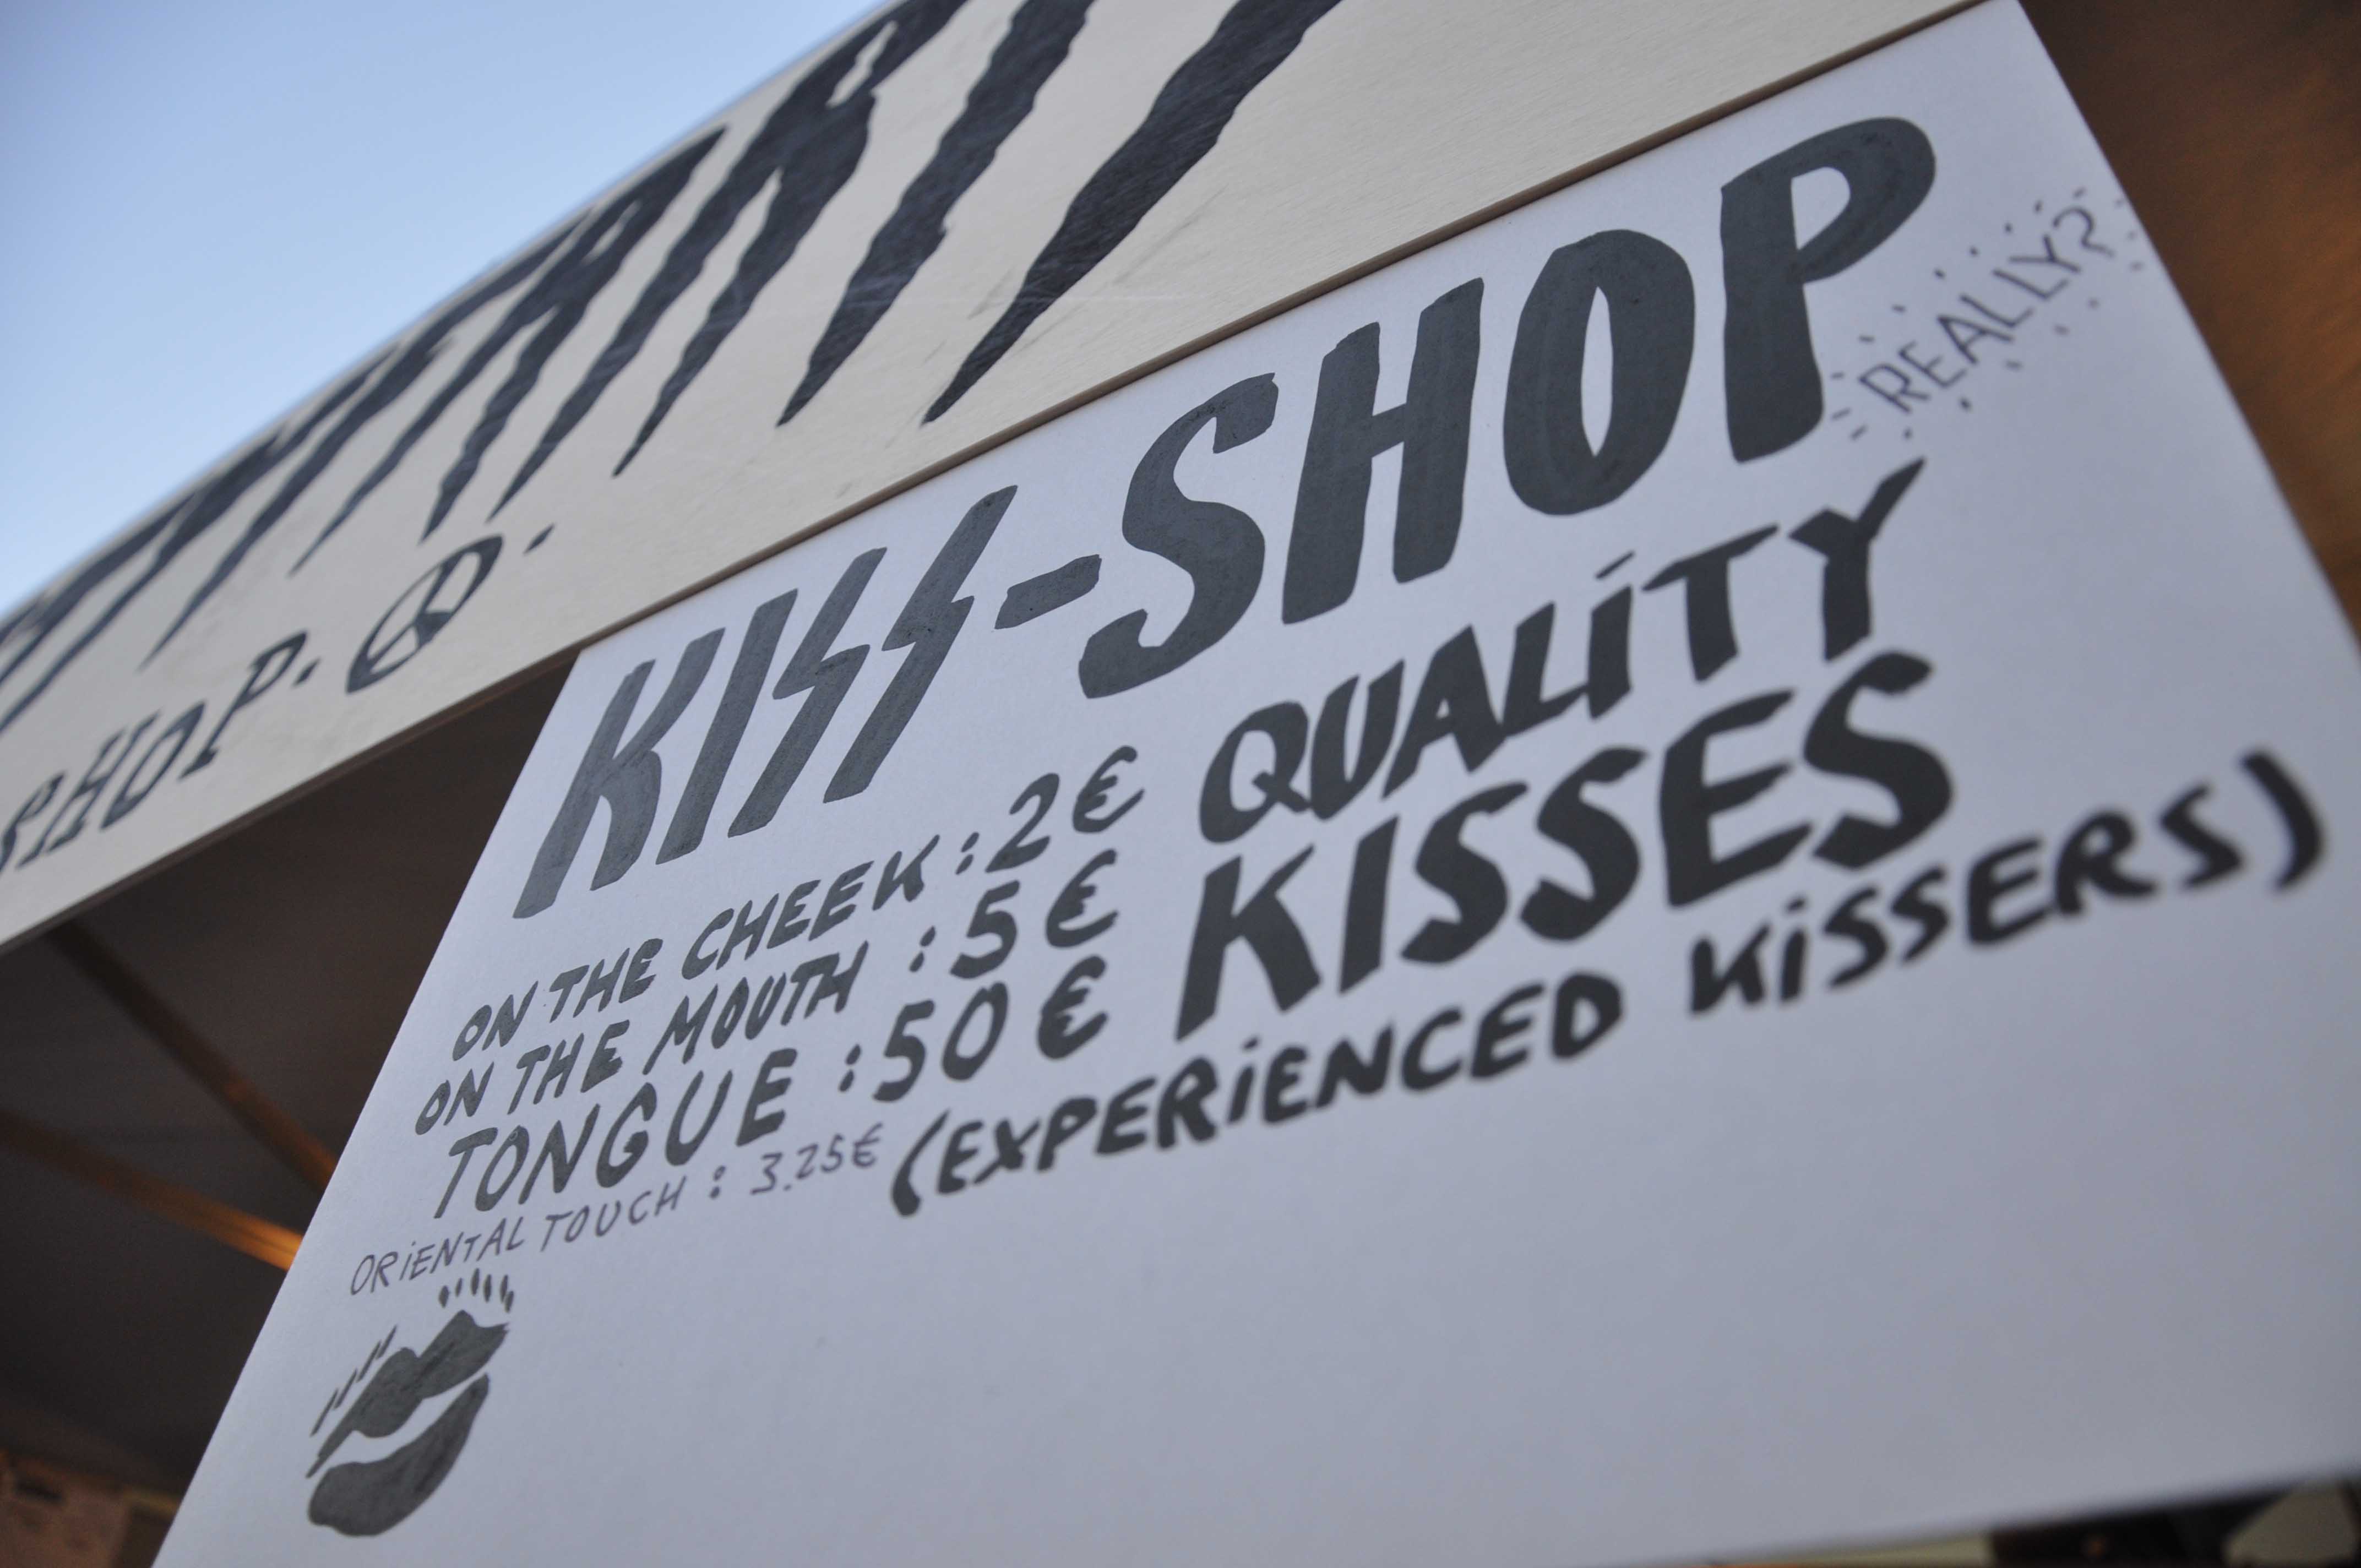 SHOP.
KISS-SHOP
REALLY?
ON THE CHEEK : 2€
ON THE MOUTH : 5€
TONGUE : 50€
ORIENTAL TOUCH : 3.25€
QUALITY
KISSES
(EXPERIENCED KISSERS)